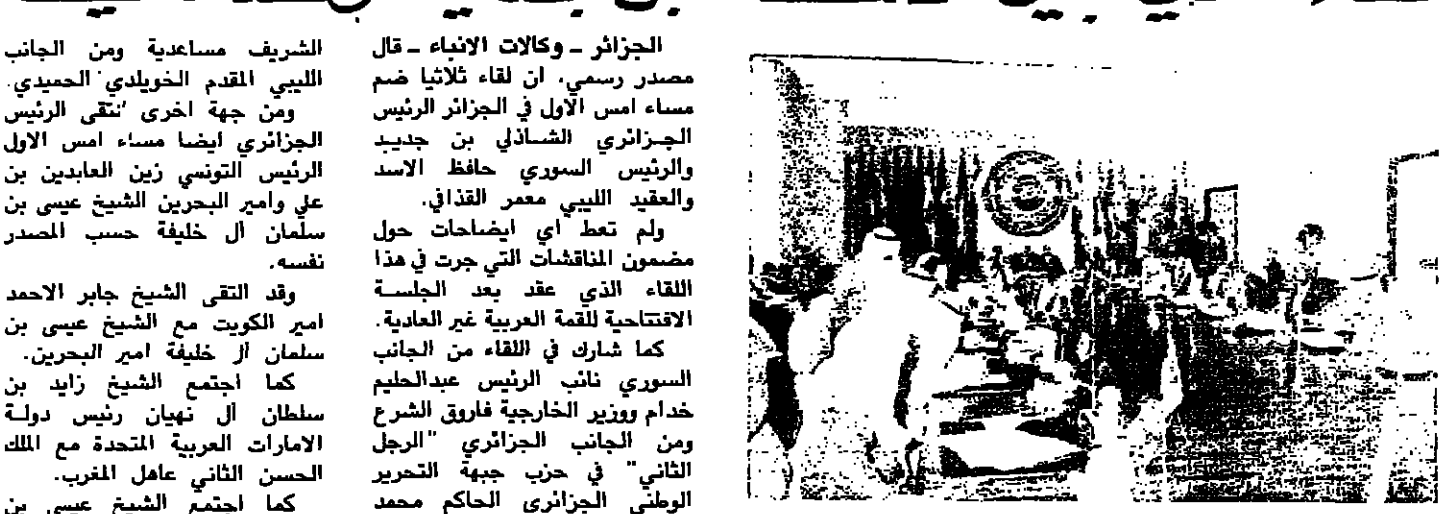 الجزائر ـ وكالات الانباء ـ قال
مصدر رسمي، ان لقاء ثلاثيا ضم
مساء امس الاول في الجزائر الرئيس
الجـزائري الشـاذلي بن جديـد
والرئيس السوري حافظ الاسد
والعقيد الليبي معمر القذافي.
ولم تعط اي ايضاحات حول
مضمون المناقشات التي جرت في هذا
اللقاء الذي عقد بعد الجلسـة
الافتتاحية للقمة العربية غير العادية.
كما شارك في اللقاء من الجانب
السوري نائب الرئيس عبدالحليم
خدام ووزير الخارجية فاروق الشرع
ومن الجانب الجزائري "الرجل
الثاني" في حزب جبهة التحرير
الوطني الجزائري الحاكم محمد
الشريف مساعدية ومن الجانب
الليبي المقدم الخويلدي الحميدي.
ومن جهة اخرى التقى الرئيس
الجزائري ايضا مساء امس الاول
الرئيس التونسي زين العابدين بن
علي وامير البحرين الشيخ عيسى بن
سلمان آل خليفة حسب المصدر
نفسه.
وقد التقى الشيخ جابر الاحمد
امير الكويت مع الشيخ عيسى بن
سلمان آل خليفة امير البحرين.
كما اجتمع الشيخ زايد بن
سلطان آل نهيان رئيس دولـة
الامارات العربية المتحدة مع الملك
الحسن الثاني عاهل المغرب.
كما اجتمع الشيخ عيسى بن